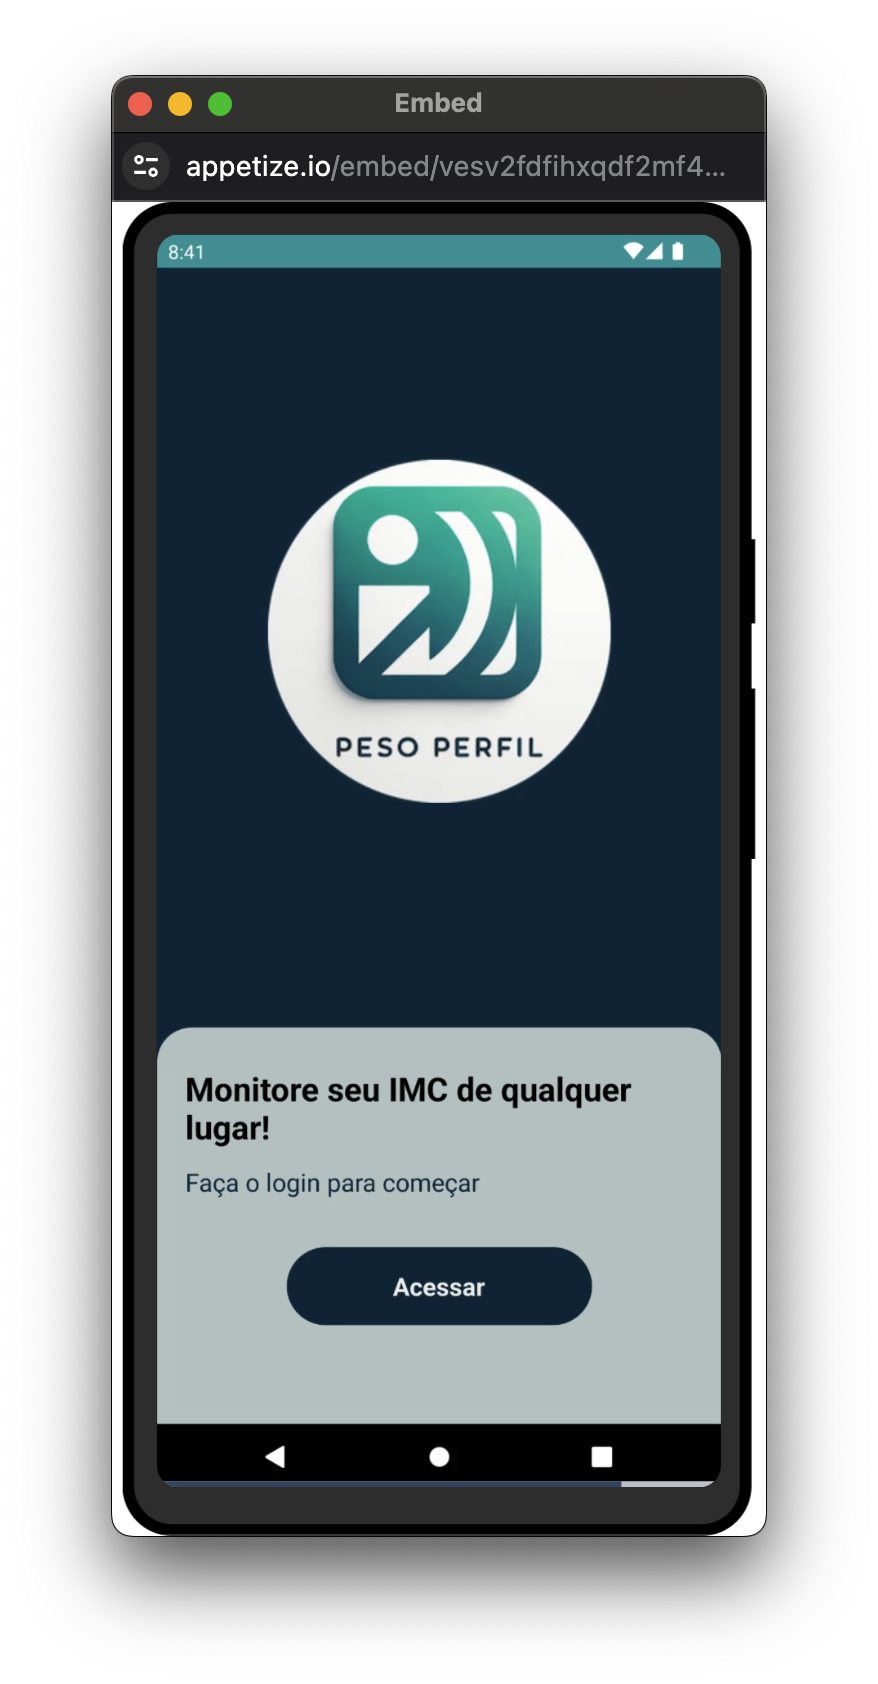 Embed
appetize.io/embed/vesv2fdfihxqdf2mf4...
8:41
PESO PERFIL
Monitore seu IMC de qualquer
lugar!
Faça o login para começar
Acessar